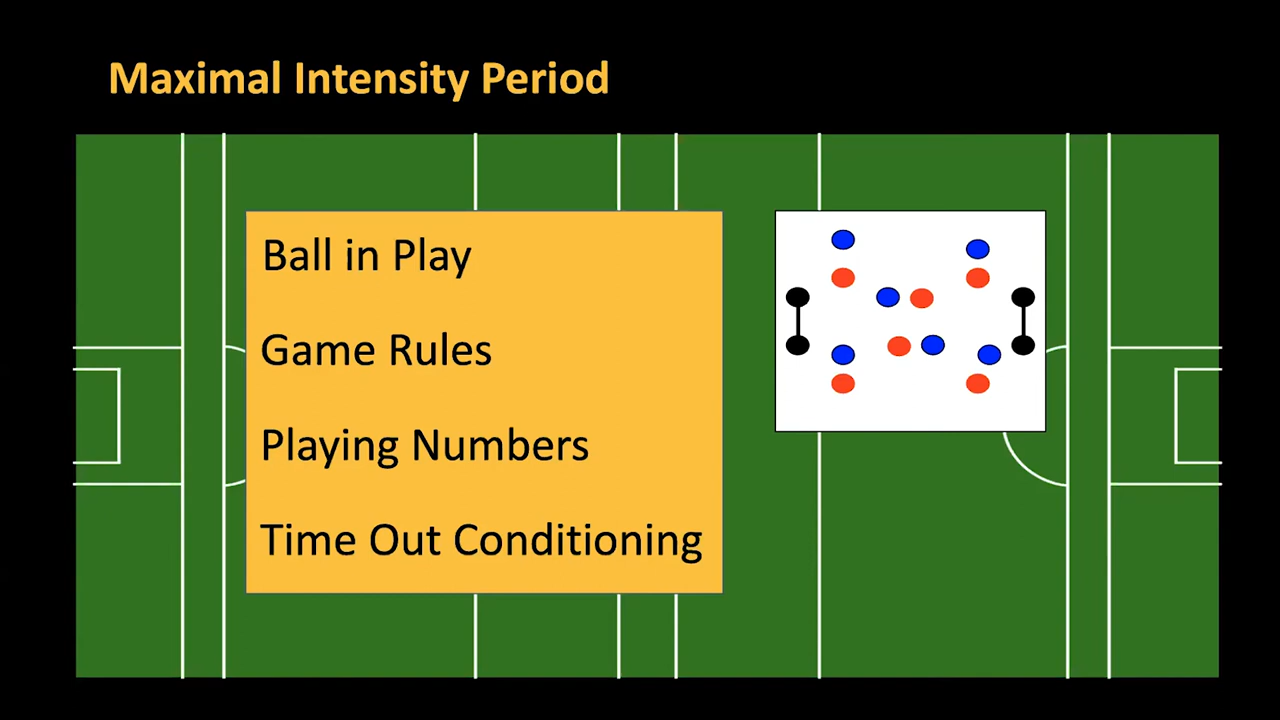 Maximal Intensity Period
Ball in Play
Game Rules
Playing Numbers
Time Out Conditioning